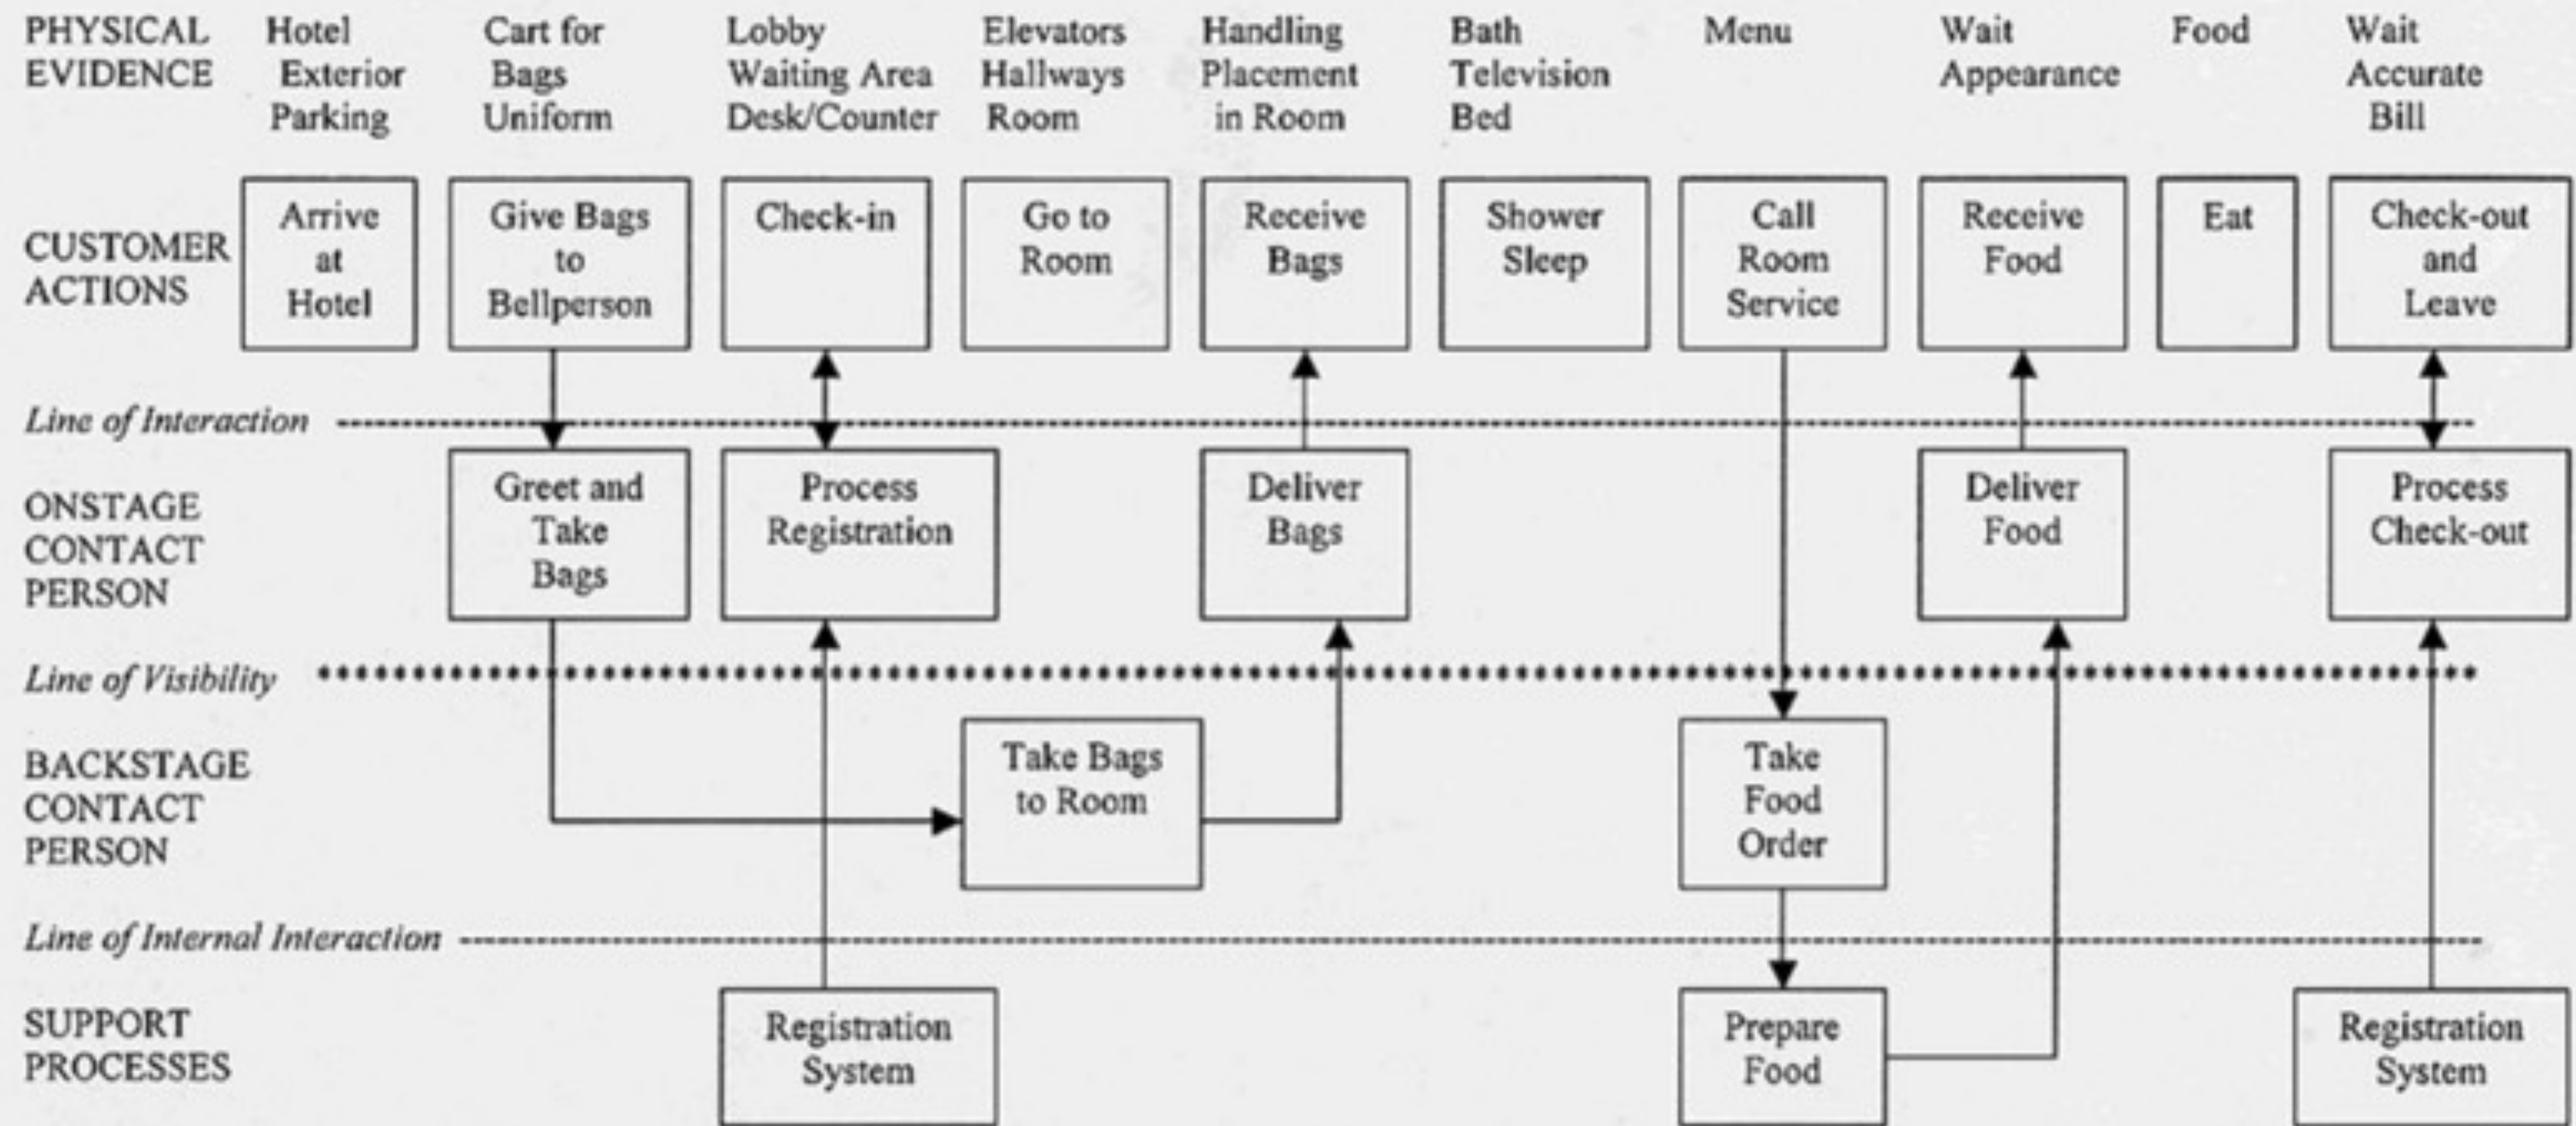 PHYSICAL
EVIDENCE
Hotel
Exterior
Parking
Cart for
Bags
Uniform
Lobby
Waiting Area
Desk/Counter
Elevators
Hallways
Room
Handling
Placement
in Room
Bath
Television
Bed
Menu
Wait
Appearance
Food
Wait
Accurate
Bill
CUSTOMER
ACTIONS
Arrive
at
Hotel
Give Bags
to
Bellperson
Check-in
Go to
Room
Receive
Bags
Shower
Sleep
Call
Room
Service
Receive
Food
Eat
Check-out
and
Leave
Line of Interaction
ONSTAGE
CONTACT
PERSON
Greet and
Take
Bags
Process
Registration
Deliver
Bags
Deliver
Food
Process
Check-out
Line of Visibility
BACKSTAGE
CONTACT
PERSON
Take Bags
to Room
Take
Food
Order
Line of Internal Interaction
SUPPORT
PROCESSES
Registration
System
Prepare
Food
Registration
System